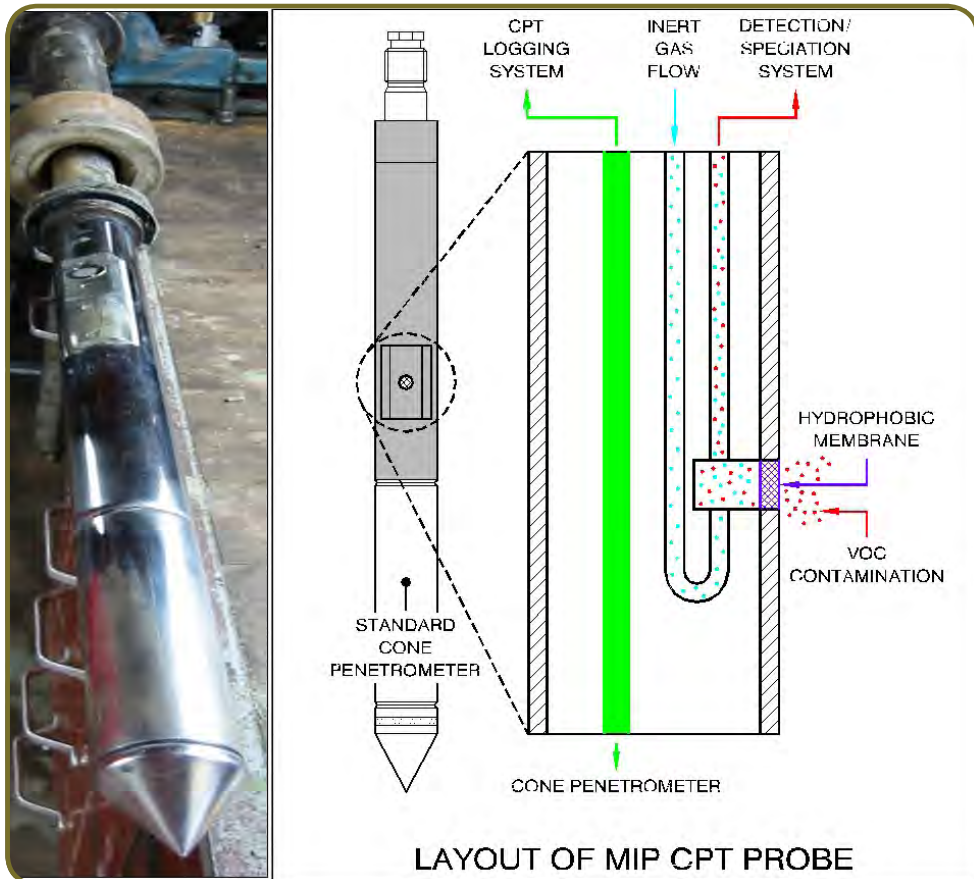 CPT
LOGGING
SYSTEM
INERT
GAS
FLOW
DETECTION/
SPECIATION
SYSTEM
HYDROPHOBIC
MEMBRANE
VOC
CONTAMINATION
STANDARD
CONE
PENETROMETER
CONE PENETROMETER
LAYOUT OF MIP CPT PROBE